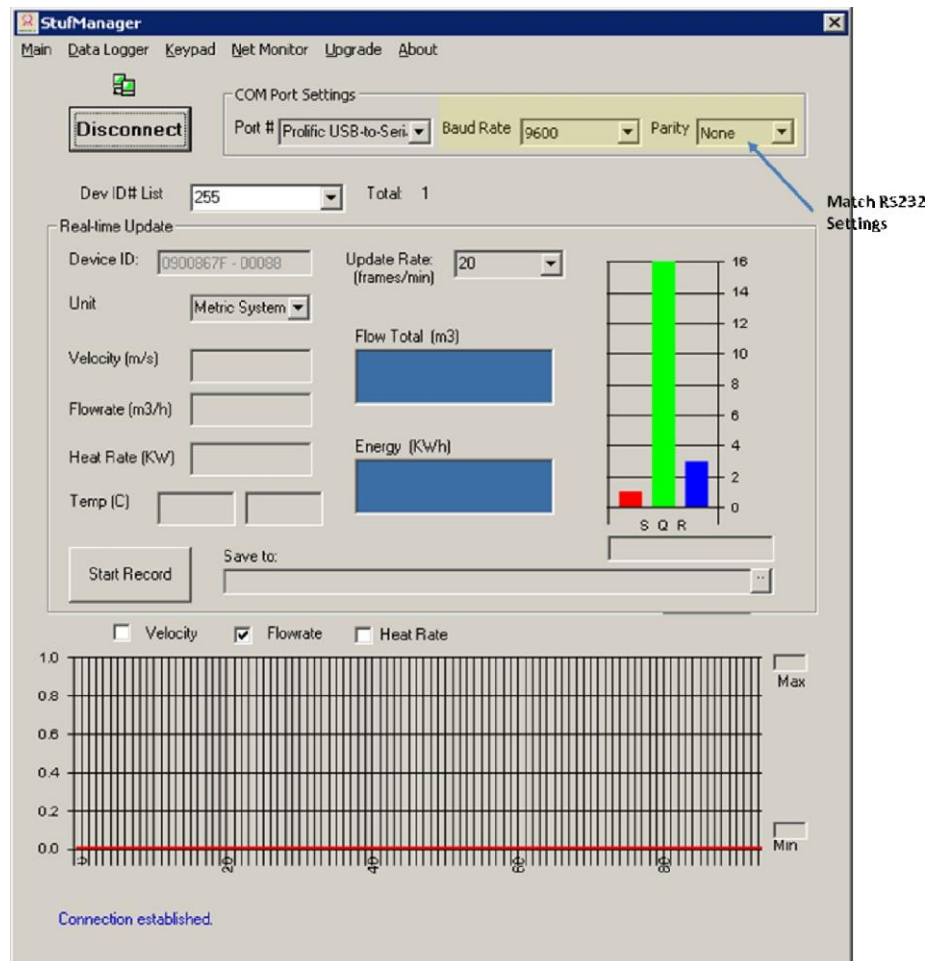 StufManager
Main Data Logger Keypad Net Monitor Upgrade About
COM Port Settings
Disconnect
Port # Prolific USB-to-Seri. Baud Rate 9600 Parity None
Match RS232
Settings
Dev ID# List 255 Total: 1
Real-time Update
Device ID: 0900867F - 00088
Update Rate: 20
(frames/min)
Unit Metric System
Velocity (m/s)
Flowrate (m3/h)
Heat Rate (KW)
Temp (C)
Flow Total (m3)
Energy (KWh)
16
14
12
10
8
6
4
2
0
S Q R
Start Record
Save to:
..
Velocity Flowrate Heat Rate
1.0
0.8
0.6
0.4
0.2
0.0
0 20 40 60 80
Max
Min
Connection established.